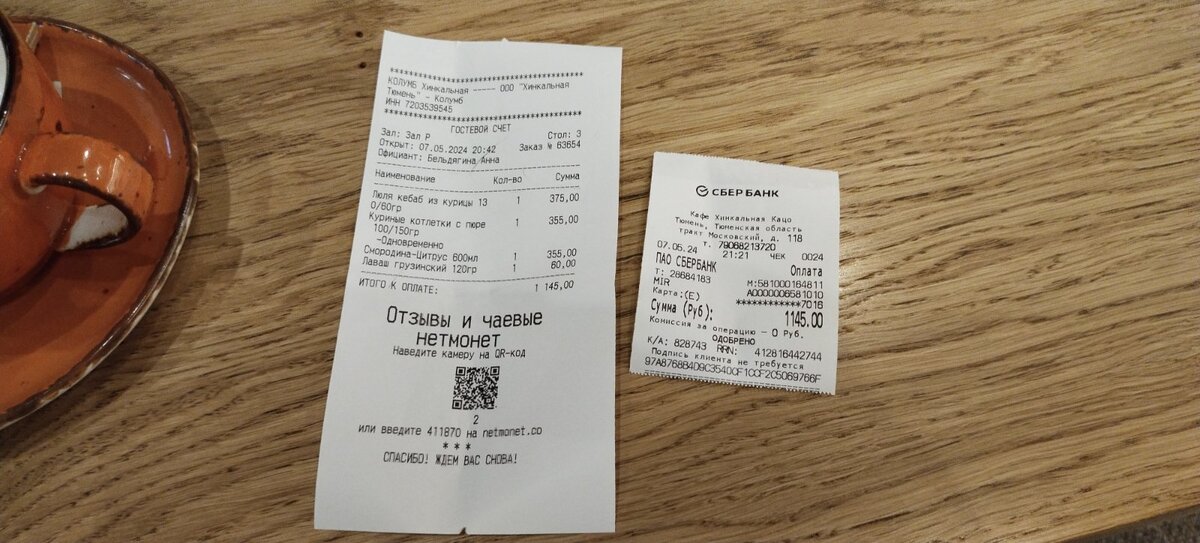 ******************************
КОЛУМБ Хинкальная ----- ООО "Хинкальная
Тюмень" - Колумб
ИНН 7203539545
******************************
ГОСТЕВОЙ СЧЕТ
Зал: Зал Р Стол: 3
Открыт: 07.05.2024 20:42 Заказ № 63654
Официант: Бельдягина Анна
Наименование Кол-во Сумма
Люля кебаб из курицы 13 1 375,00
0/60гр
Куриные котлетки с пюре 1 355,00
100/150гр
-Одновременно
Смородина-Цитрус 600мл 1 355,00
Лаваш грузинский 120гр 1 60,00
ИТОГО К ОПЛАТЕ: 1 145,00
Отзывы и чаевые
нетмонет
Наведите камеру на QR-код
2
или введите 411870 на netmonet.co
* * *
СПАСИБО! ЖДЕМ ВАС СНОВА!
СБЕРБАНК
Кафе Хинкальная Кацо
Тюмень, Тюменская область
тракт Московский, д. 118
т. 79068213720
07.05.24 21:21 ЧЕК 0024
ПАО СБЕРБАНК Оплата
Т: 28684183 М:581000164811
MIR A0000006581010
Карта:(E) ************7016
Сумма (Руб): 1145.00
Комиссия за операцию – 0 Руб.
ОДОБРЕНО
К/А: 828743 RRN: 412816442744
Подпись клиента не требуется
97A8768B4D9C3540CF1CCF2C5069766F